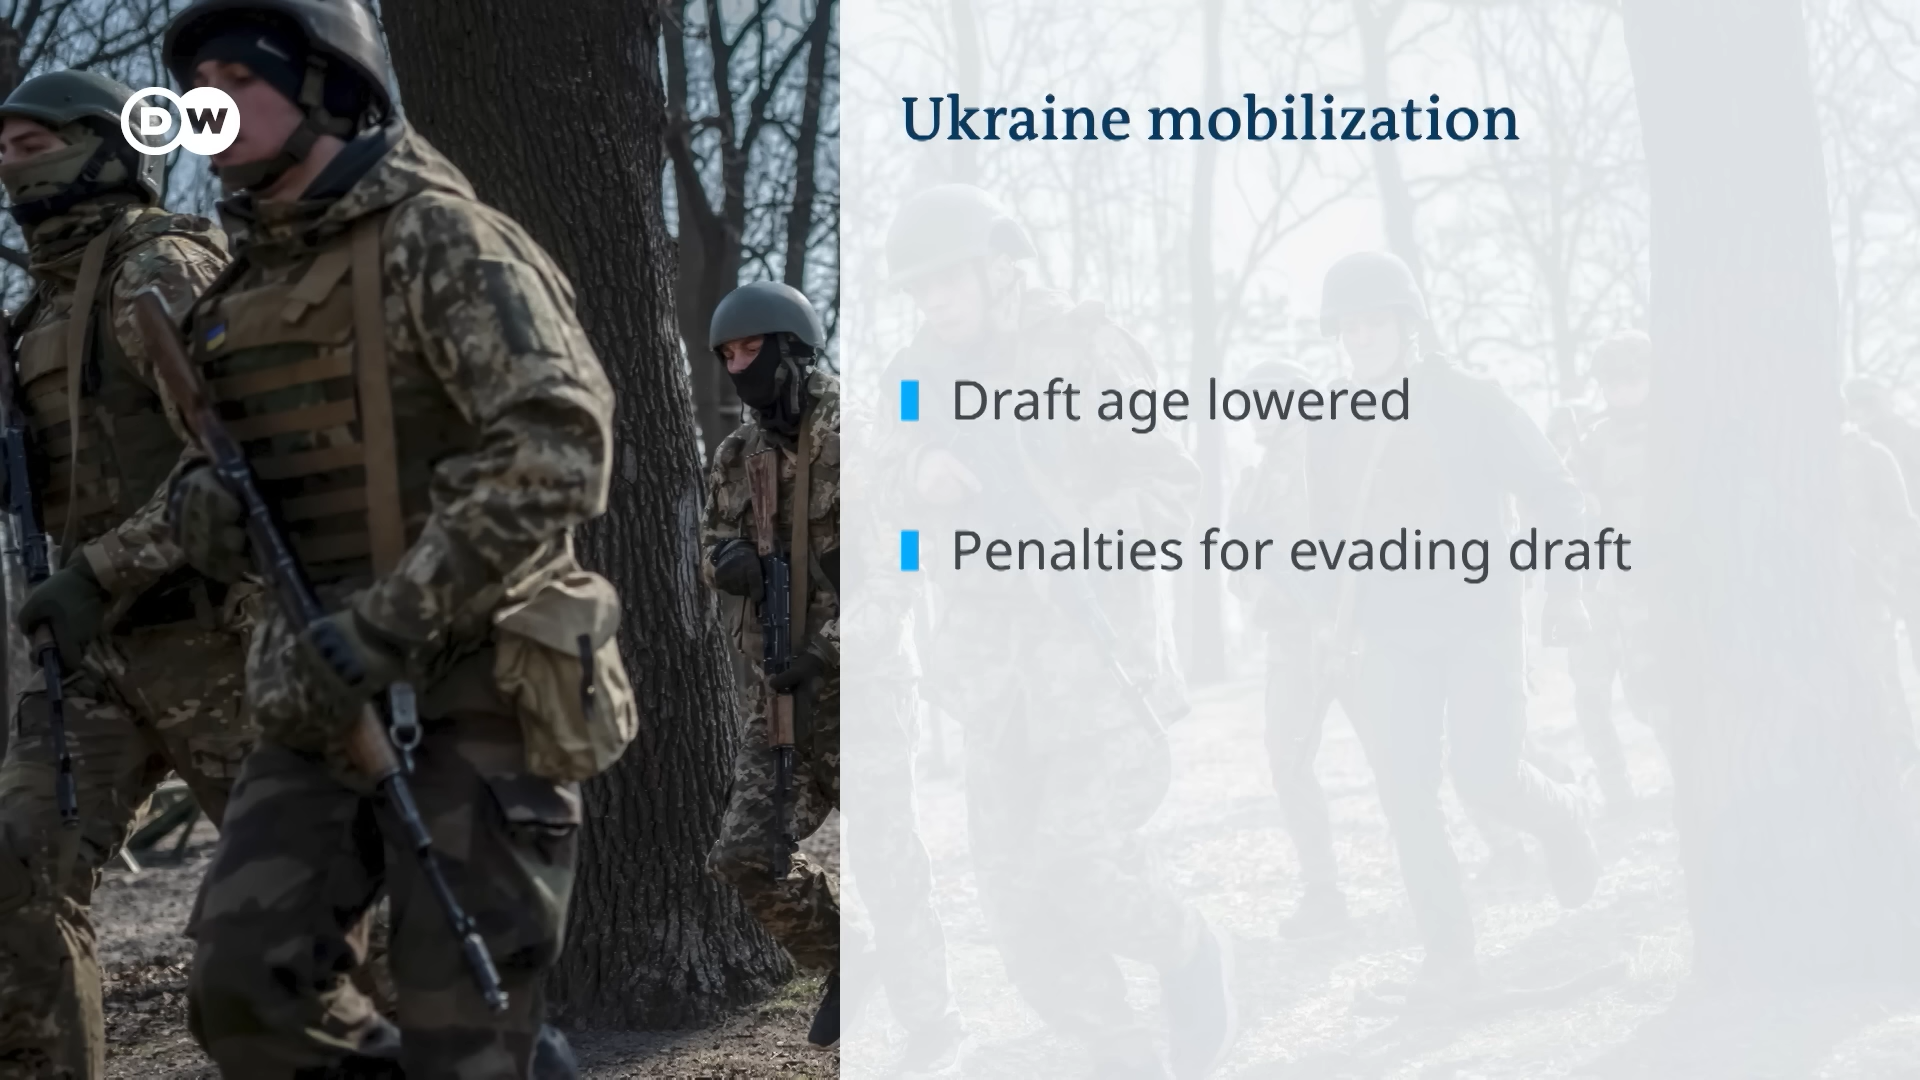 DW
Ukraine mobilization
Draft age lowered
Penalties for evading draft